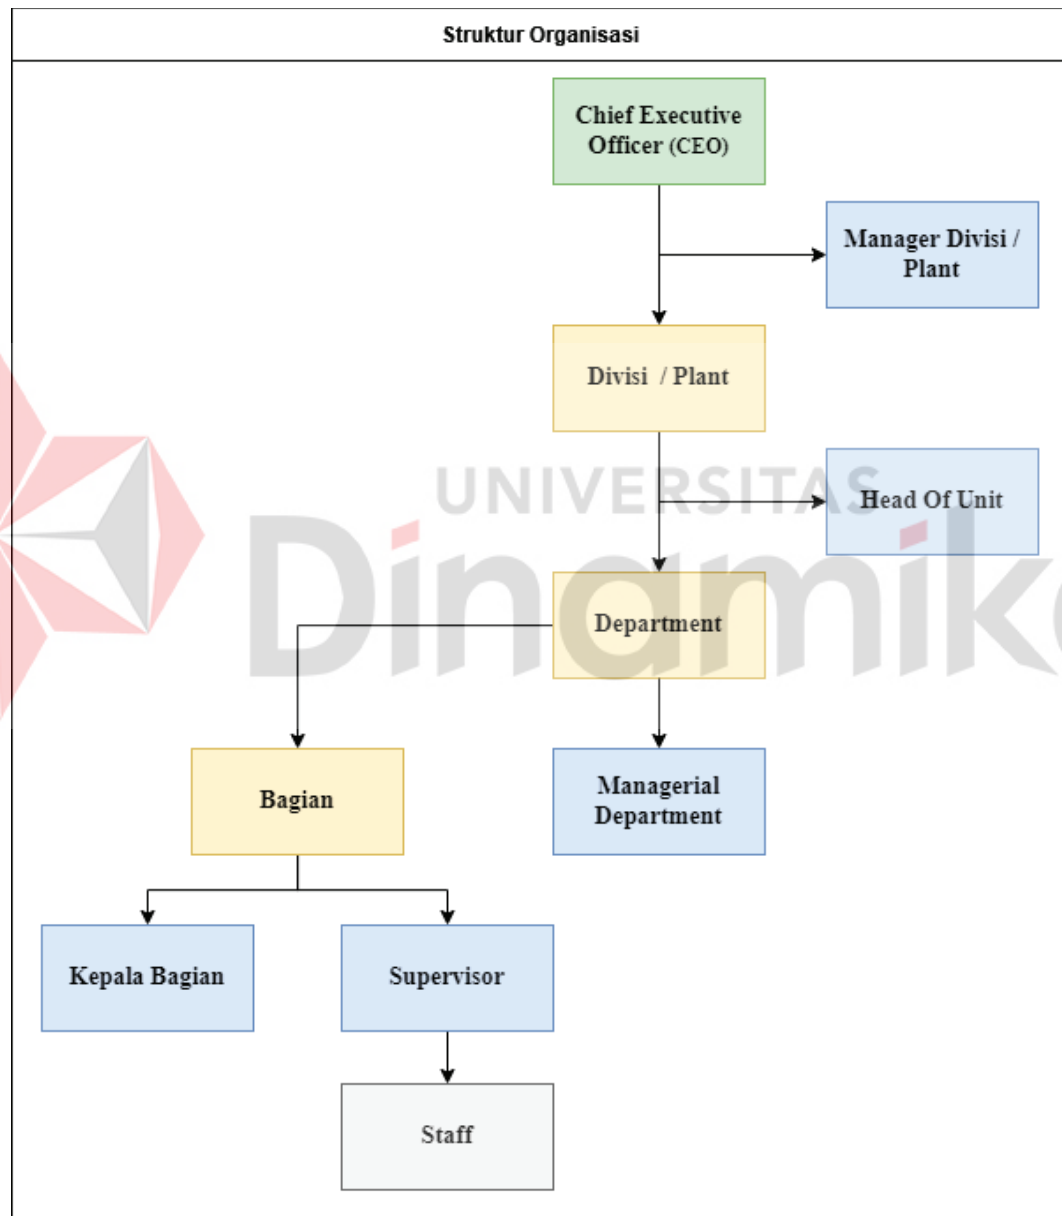 Struktur Organisasi
Chief Executive
Officer (CEO)
Manager Divisi /
Plant
Divisi / Plant
UNIVERSITAS
Dinamika
Head Of Unit
Department
Bagian
Managerial
Department
Kepala Bagian
Supervisor
Staff